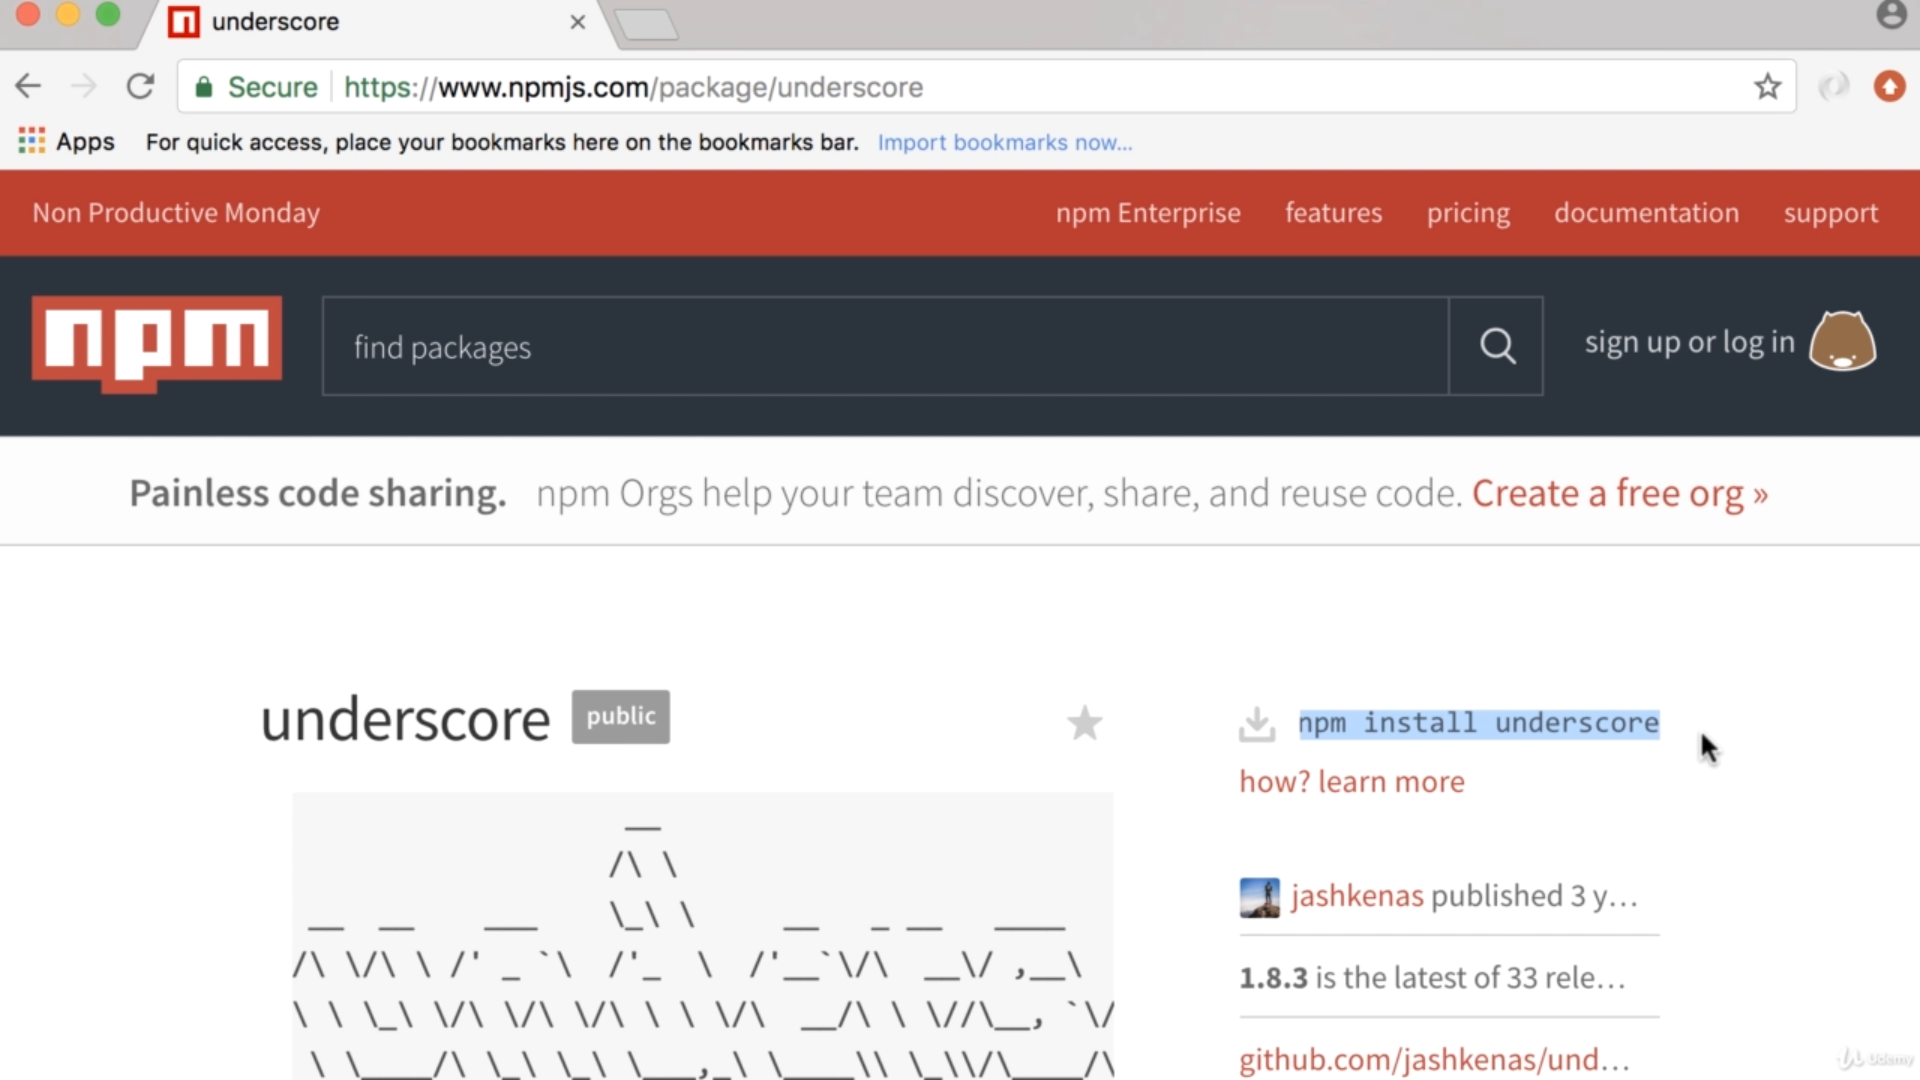 underscore
Secure https://www.npmjs.com/package/underscore
Apps For quick access, place your bookmarks here on the bookmarks bar. Import bookmarks now...
Non Productive Monday npm Enterprise features pricing documentation support
npm find packages sign up or log in
Painless code sharing. npm Orgs help your team discover, share, and reuse code. Create a free org »
underscore public npm install underscore
how? learn more
jashkenas published 3 y...
1.8.3 is the latest of 33 rele...
github.com/jashkenas/und...
Udemy